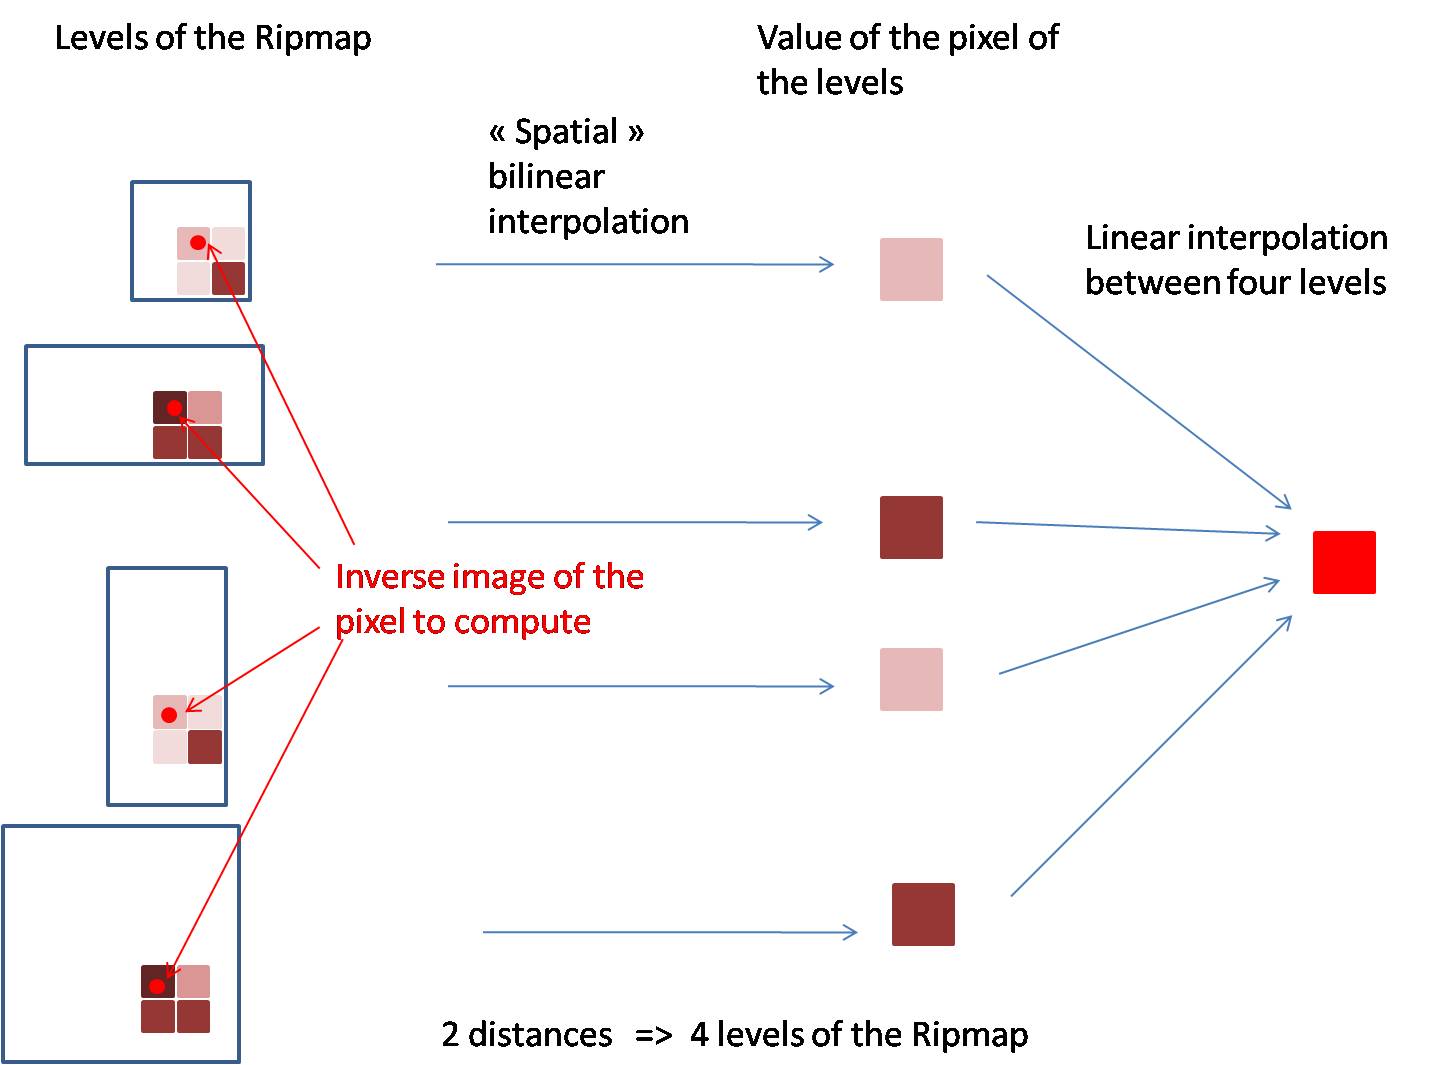 Levels of the Ripmap
Value of the pixel of
the levels
« Spatial »
bilinear
interpolation
Linear interpolation
between four levels
Inverse image of the
pixel to compute
2 distances => 4 levels of the Ripmap